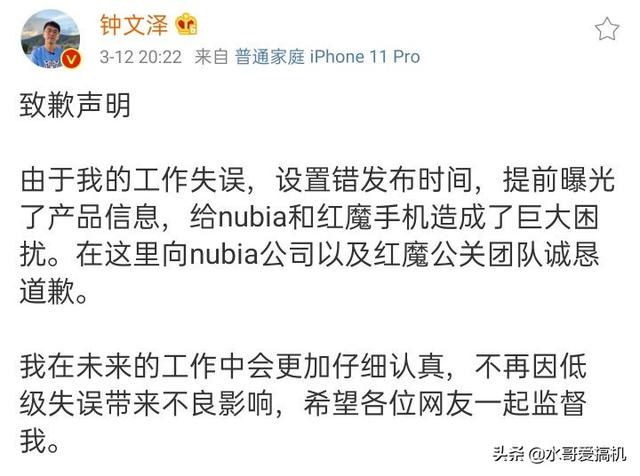 钟文泽
3-12 20:22 来自 普通家庭 iPhone 11 Pro
致歉声明
由于我的工作失误，设置错发布时间，提前曝光
了产品信息，给nubia和红魔手机造成了巨大困
扰。在这里向nubia公司以及红魔公关团队诚恳
道歉。
我在未来的工作中会更加仔细认真，不再因低
级失误带来不良影响，希望各位网友一起监督
我。
头条 @水哥爱搞机